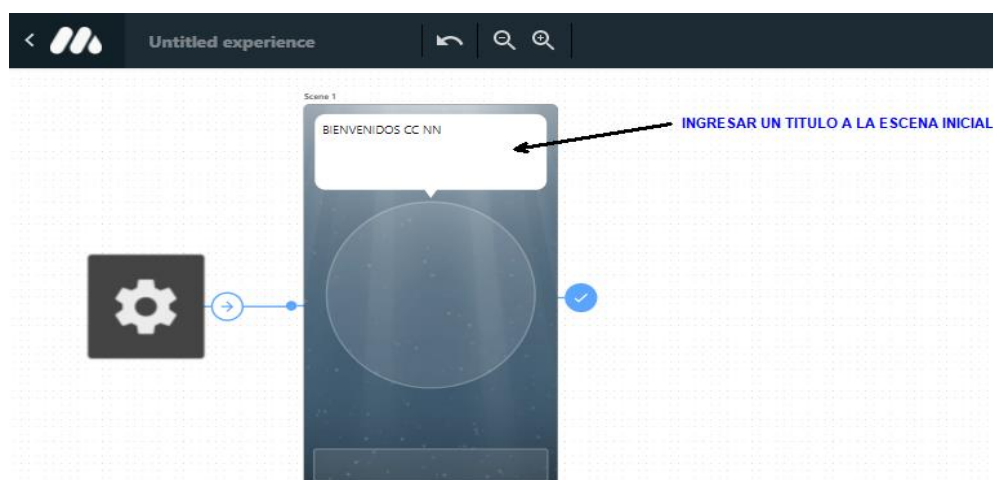 Untitled experience
Scene 1
BIENVENIDOS CC NN
INGRESAR UN TITULO A LA ESCENA INICIAL